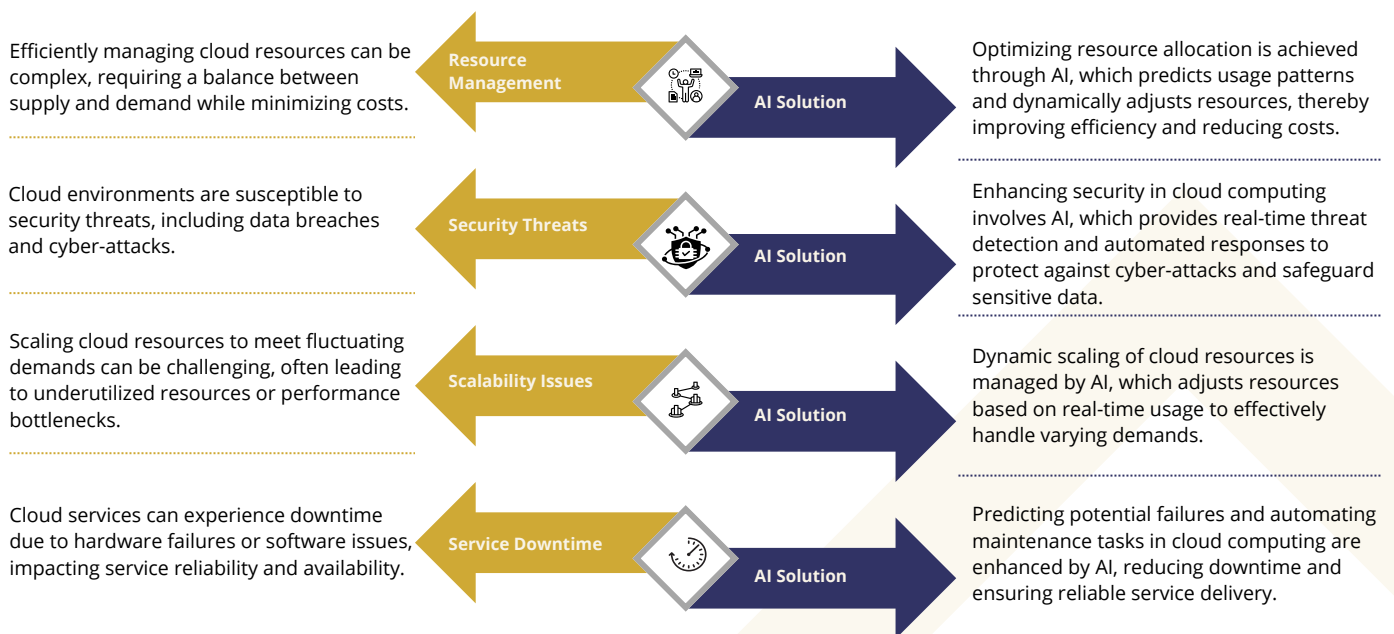 Efficiently managing cloud resources can be
complex, requiring a balance between
supply and demand while minimizing costs.
Resource
Management
AI Solution
Optimizing resource allocation is achieved
through AI, which predicts usage patterns
and dynamically adjusts resources, thereby
improving efficiency and reducing costs.
Cloud environments are susceptible to
security threats, including data breaches
and cyber-attacks.
Security Threats
AI Solution
Enhancing security in cloud computing
involves AI, which provides real-time threat
detection and automated responses to
protect against cyber-attacks and safeguard
sensitive data.
Scaling cloud resources to meet fluctuating
demands can be challenging, often leading
to underutilized resources or performance
bottlenecks.
Scalability Issues
AI Solution
Dynamic scaling of cloud resources is
managed by AI, which adjusts resources
based on real-time usage to effectively
handle varying demands.
Cloud services can experience downtime
due to hardware failures or software issues,
impacting service reliability and availability.
Service Downtime
AI Solution
Predicting potential failures and automating
maintenance tasks in cloud computing are
enhanced by AI, reducing downtime and
ensuring reliable service delivery.